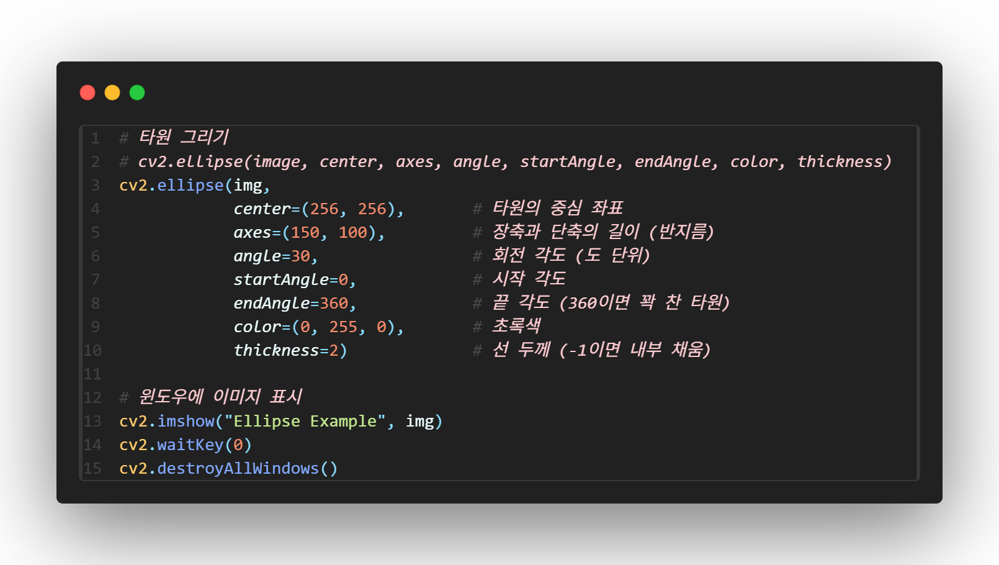 1 # 타원 그리기
2 # cv2.ellipse(image, center, axes, angle, startAngle, endAngle, color, thickness)
3 cv2.ellipse(img,
4             center=(256, 256),       # 타원의 중심 좌표
5             axes=(150, 100),         # 장축과 단축의 길이 (반지름)
6             angle=30,                # 회전 각도 (도 단위)
7             startAngle=0,            # 시작 각도
8             endAngle=360,            # 끝 각도 (360이면 꽉 찬 타원)
9             color=(0, 255, 0),       # 초록색
10             thickness=2)             # 선 두께 (-1이면 내부 채움)
11
12 # 윈도우에 이미지 표시
13 cv2.imshow("Ellipse Example", img)
14 cv2.waitKey(0)
15 cv2.destroyAllWindows()